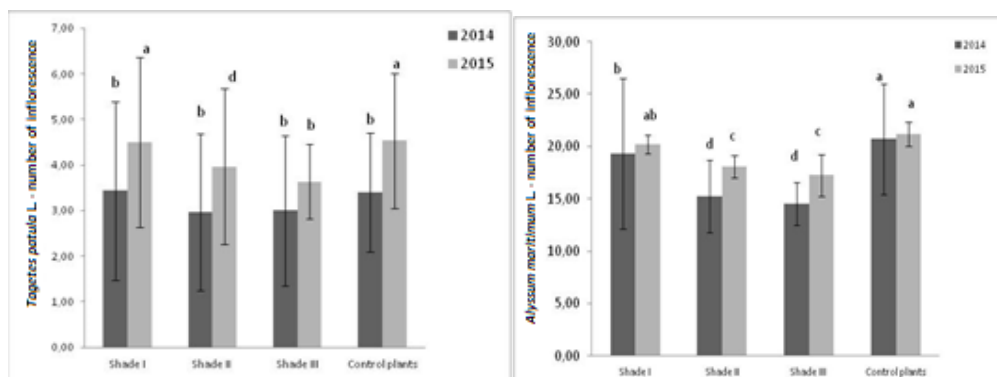 Tagetes patula L. - number of inflorescence
7,00
6,00
5,00
4,00
3,00
2,00
1,00
0,00
2014
2015
b
a
b
d
b
b
b
a
Shade I
Shade II
Shade III
Control plants
Alyssum maritimum L. - number of inflorescence
30,00
25,00
20,00
15,00
10,00
5,00
0,00
2014
2015
b
ab
d
c
d
c
a
a
Shade I
Shade II
Shade III
Control plants